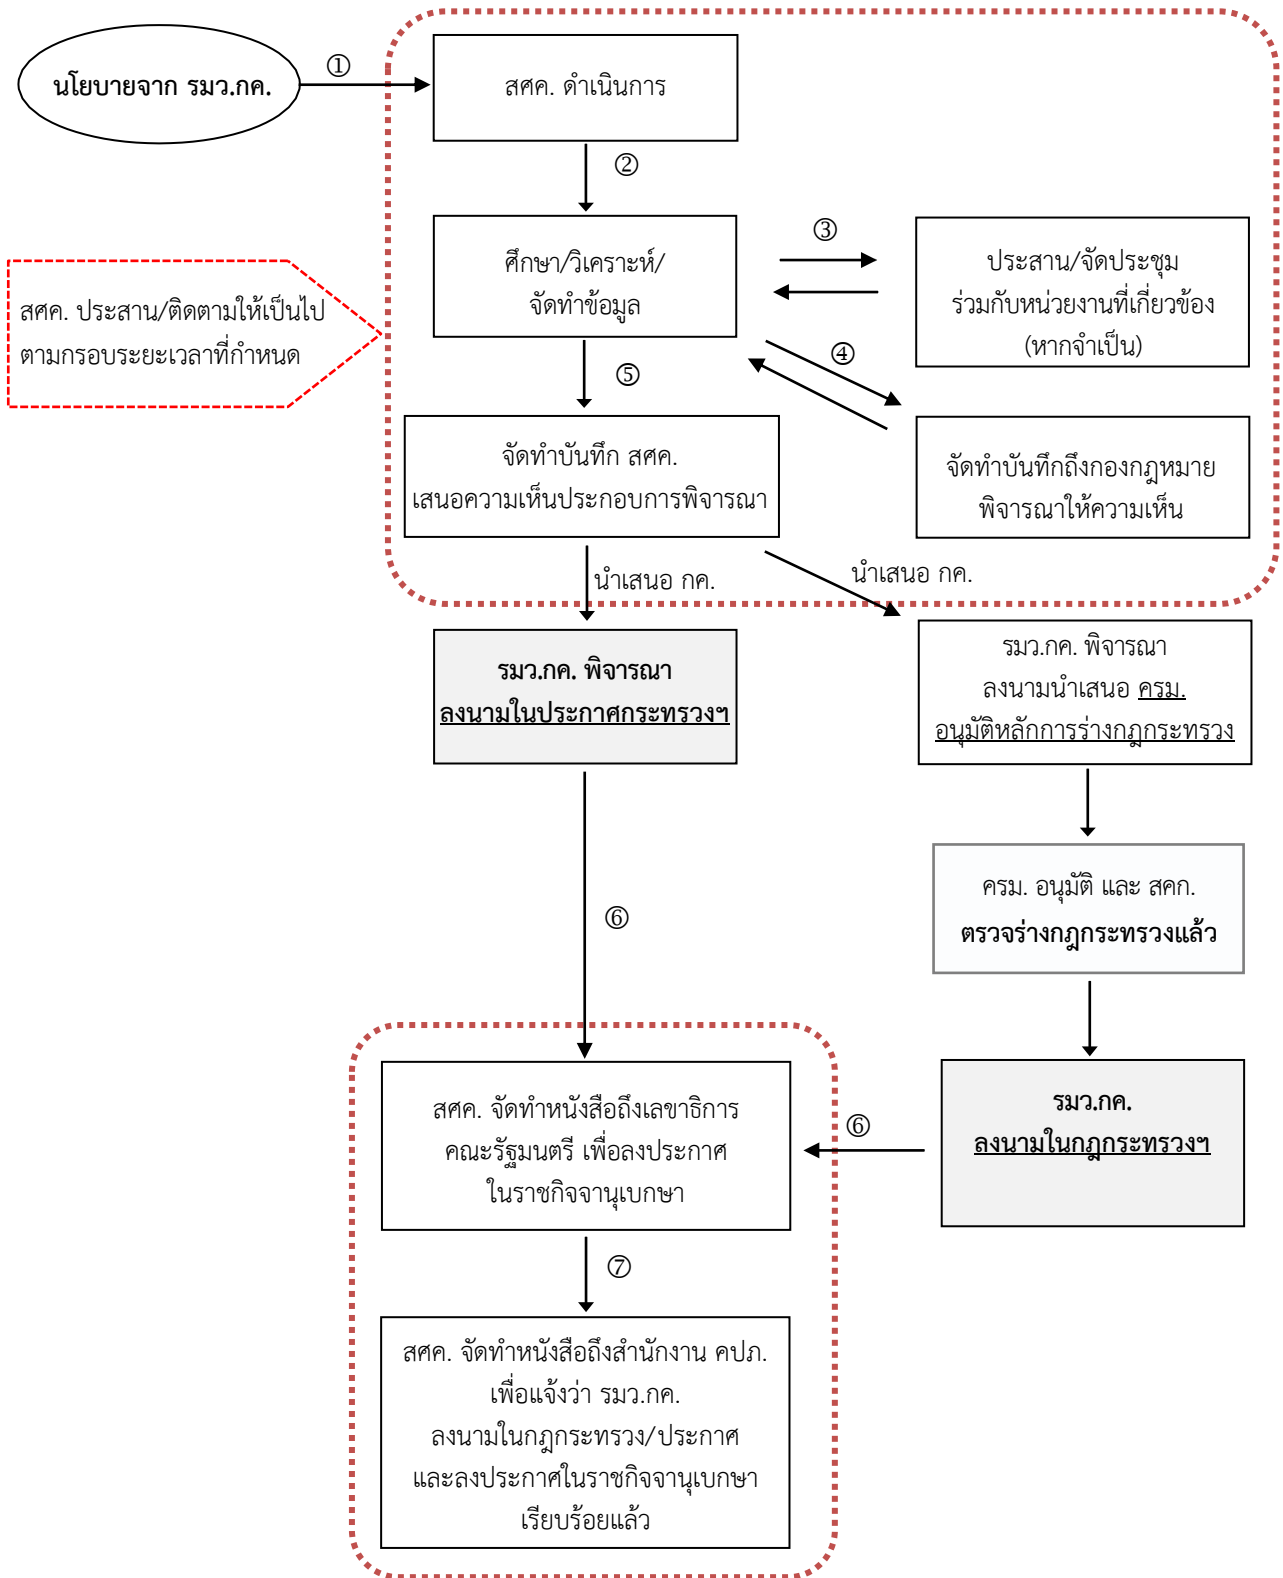 นโยบายจาก รมว.กค.
①
สศค. ดำเนินการ
②
ศึกษา/วิเคราะห์/
จัดทำข้อมูล
③
ประสาน/จัดประชุม
ร่วมกับหน่วยงานที่เกี่ยวข้อง
(หากจำเป็น)
สศค. ประสาน/ติดตามให้เป็นไป
ตามกรอบระยะเวลาที่กำหนด
④
⑤
จัดทำบันทึก สศค.
เสนอความเห็นประกอบการพิจารณา
จัดทำบันทึกถึงกองกฎหมาย
พิจารณาให้ความเห็น
นำเสนอ กค.
นำเสนอ กค.
รมว.กค. พิจารณา
ลงนามในประกาศกระทรวงฯ
รมว.กค. พิจารณา
ลงนามนำเสนอ ครม.
อนุมัติหลักการร่างกฎกระทรวง
ครม. อนุมัติ และ สคก.
ตรวจร่างกฎกระทรวงแล้ว
⑥
รมว.กค.
ลงนามในกฎกระทรวงฯ
⑥
สศค. จัดทำหนังสือถึงเลขาธิการ
คณะรัฐมนตรี เพื่อลงประกาศ
ในราชกิจจานุเบกษา
⑦
สศค. จัดทำหนังสือถึงสำนักงาน คปภ.
เพื่อแจ้งว่า รมว.กค.
ลงนามในกฎกระทรวง/ประกาศ
และลงประกาศในราชกิจจานุเบกษา
เรียบร้อยแล้ว